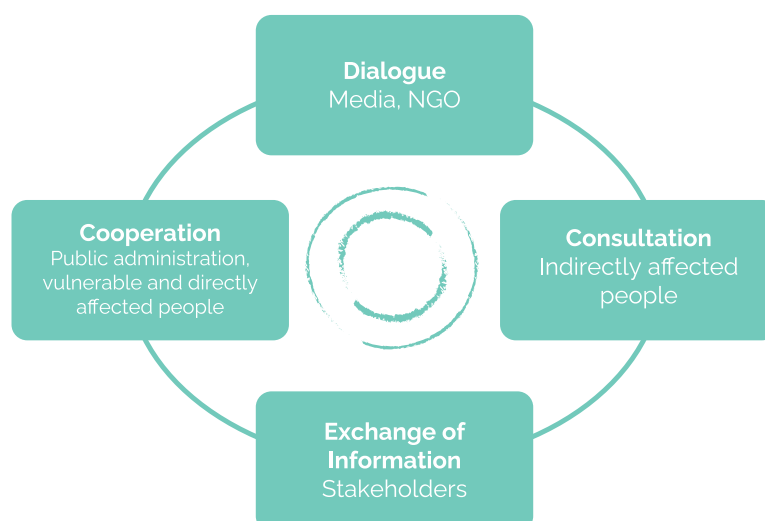 Dialogue
Media, NGO
Cooperation
Public administration,
vulnerable and directly
affected people
Consultation
Indirectly affected
people
Exchange of
Information
Stakeholders